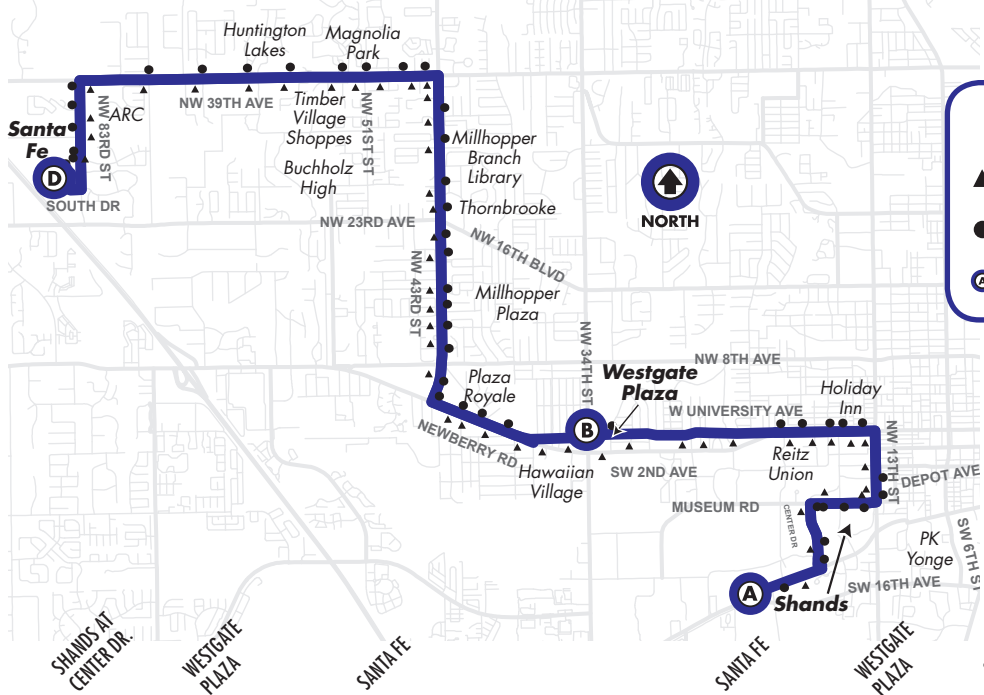 Huntington
Lakes
Magnolia
Park
NW 39TH AVE
ARC
NW 83RD ST
Timber
Village
Shoppes
NW 51ST ST
Santa
Fe
D
SOUTH DR
Buchholz
High
Millhopper
Branch
Library
Thornbrooke
NORTH
A
NW 23RD AVE
NW 16TH BLVD
NW 43RD ST
Millhopper
Plaza
NW 34TH ST
NW 8TH AVE
Westgate
Plaza
Plaza
Royale
B
W UNIVERSITY AVE
Holiday
Inn
NEWBERRY RD
Hawaiian
Village
SW 2ND AVE
Reitz
Union
NW 13TH ST
DEPOT AVE
MUSEUM RD
CENTER DR
PK
Yonge
SW 6TH ST
A
Shands
SW 16TH AVE
SHANDS AT
CENTER DR.
WESTGATE
PLAZA
SANTA FE
SANTA FE
WESTGATE
PLAZA